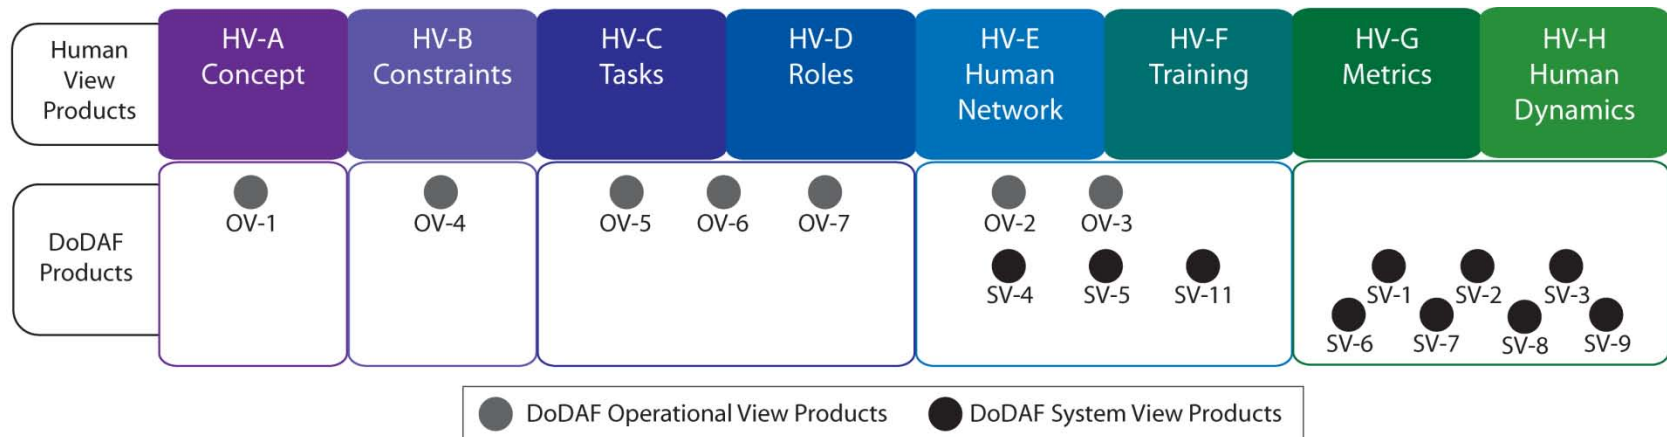 Human
View
Products
HV-A
Concept
HV-B
Constraints
HV-C
Tasks
HV-D
Roles
HV-E
Human
Network
HV-F
Training
HV-G
Metrics
HV-H
Human
Dynamics
DoDAF
Products
OV-1
OV-4
OV-5
OV-6
OV-7
OV-2
OV-3
SV-4
SV-5
SV-11
SV-1
SV-2
SV-3
SV-6
SV-7
SV-8
SV-9
DoDAF Operational View Products
DoDAF System View Products